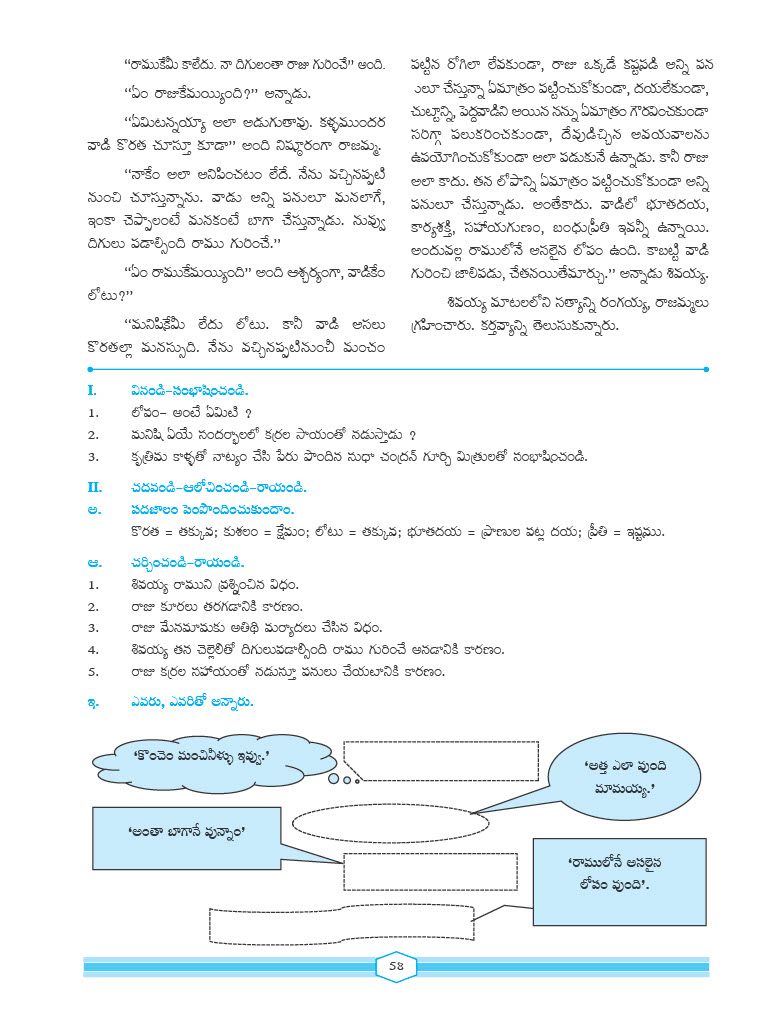 “రాముకేమీ కాలేదు. నా దిగులంతా రాజు గురించే” అంది.
“ఏం రాజుకేమయ్యింది?” అన్నాడు.
“ఏమిటన్నయ్యా అలా అడుగుతావు. కళ్ళముందర
వాడి కొరత చూస్తూ కూడా” అంది నిష్ఠూరంగా రాజమ్మ.
“నాకేం అలా అనిపించటం లేదే. నేను వచ్చినప్పటి
నుంచి చూస్తున్నాను. వాడు అన్ని పనులూ మనలాగే,
ఇంకా చెప్పాలంటే మనకంటే బాగా చేస్తున్నాడు. నువ్వు
దిగులు పడాల్సింది రాము గురించే.”
“ఏం రాముకేమయ్యింది” అంది ఆశ్చర్యంగా, వాడికేం
లోటు?”
“మనిషికేమీ లేదు లోటు. కానీ వాడి అసలు
కొరతల్లా మనస్సుది. నేను వచ్చినప్పటినుంచీ మంచం
పట్టిన రోగిలా లేవకుండా, రాజు ఒక్కడే కష్టపడి అన్ని పన
ఎలూ చేస్తున్నా ఏమాత్రం పట్టించుకోకుండా, దయలేకుండా,
చుట్టాన్ని, పెద్దవాడిని అయిన నన్ను ఏమాత్రం గౌరవించకుండా
సరిగ్గా పలుకరించకుండా, దేవుడిచ్చిన అవయవాలను
ఉపయోగించుకోకుండా అలా పడుకునే ఉన్నాడు. కానీ రాజు
అలా కాదు. తన లోపాన్ని ఏమాత్రం పట్టించుకోకుండా అన్ని
పనులూ చేస్తున్నాడు. అంతేకాదు. వాడిలో భూతదయ,
కార్యశక్తి, సహాయగుణం, బంధుప్రీతి ఇవన్నీ ఉన్నాయి.
అందువల్ల రాములోనే అసలైన లోపం ఉంది. కాబట్టి వాడి
గురించి జాలిపడు, చేతనయితేమార్చు.” అన్నాడు శివయ్య.
శివయ్య మాటలలోని సత్యాన్ని రంగయ్య, రాజమ్మలు
గ్రహించారు. కర్తవ్యాన్ని తెలుసుకున్నారు.
I. వినండి-సంభాషించండి.
1. లోపం- అంటే ఏమిటి ?
2. మనిషి ఏయే సందర్భాలలో కర్రల సాయంతో నడుస్తాడు ?
3. కృత్రిమ కాళ్ళతో నాట్యం చేసి పేరు పొందిన సుధా చంద్రన్ గూర్చి మిత్రులతో సంభాషించండి.
II. చదవండి-ఆలోచించండి-రాయండి.
అ. పదజాలం పెంపొందించుకుందాం.
కొరత = తక్కువ; కుశలం = క్షేమం; లోటు = తక్కువ; భూతదయ = ప్రాణుల పట్ల దయ; ప్రీతి = ఇష్టము.
ఆ. చర్చించండి-రాయండి.
1. శివయ్య రాముని ప్రశ్నించిన విధం.
2. రాజు కూరలు తరగడానికి కారణం.
3. రాజు మేనమామకు అతిథి మర్యాదలు చేసిన విధం.
4. శివయ్య తన చెల్లెలితో దిగులుపడాల్సింది రాము గురించే అనడానికి కారణం.
5. రాజు కర్రల సహాయంతో నడుస్తూ పనులు చేయటానికి కారణం.
ఇ. ఎవరు, ఎవరితో అన్నారు.
‘కొంచెం మంచినీళ్ళు ఇవ్వు.’
‘అత్త ఎలా వుంది
మామయ్య.’
‘అంతా బాగానే వున్నాం’
‘రాములోనే అసలైన
లోపం వుంది’.
58